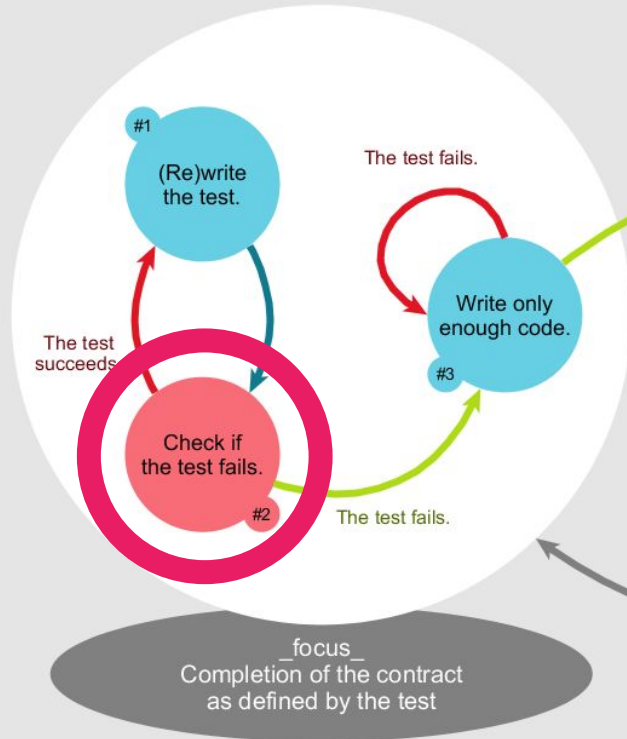 #1
(Re)write
the test.
The test fails.
Write only
enough code.
#3
The test
succeeds
Check if
the test fails.
#2
The test fails.
_focus_
Completion of the contract
as defined by the test